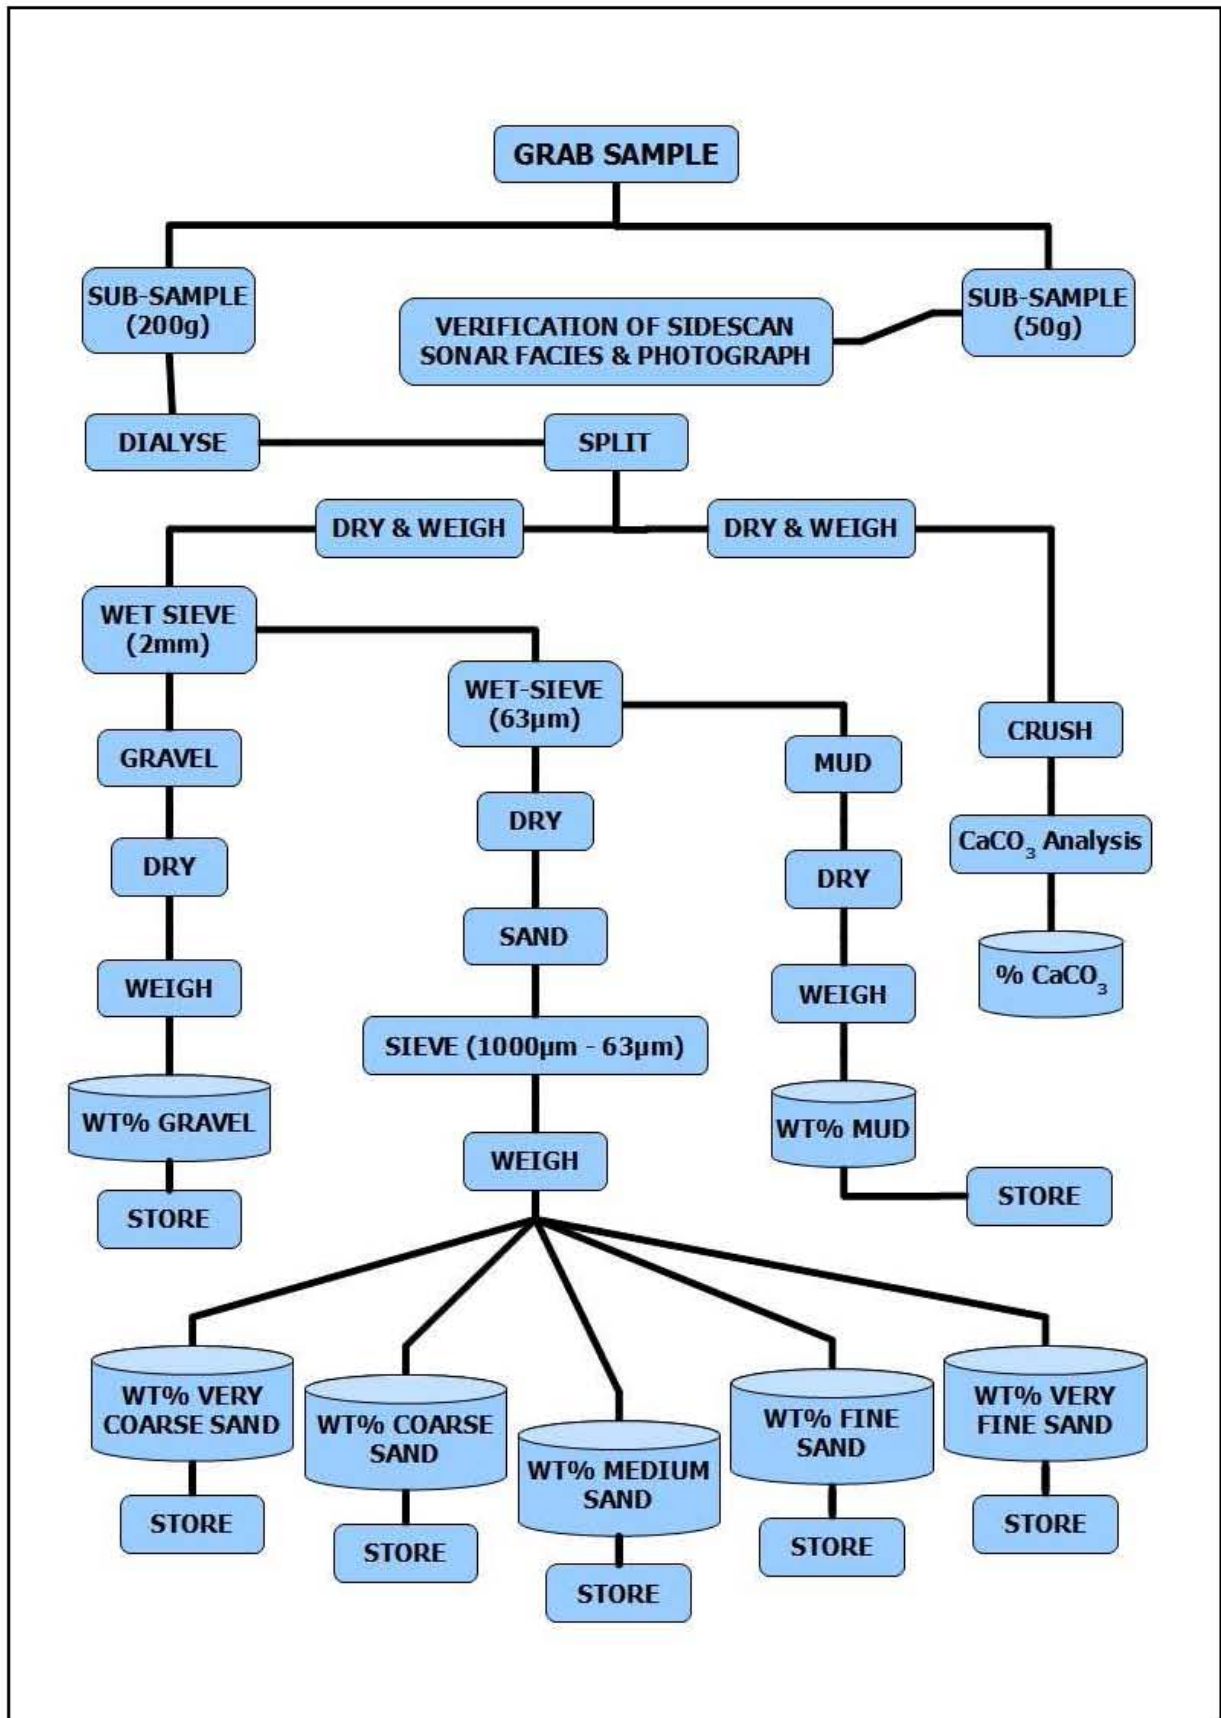 GRAB SAMPLE
SUB-SAMPLE
(200g)
VERIFICATION OF SIDESCAN
SONAR FACIES & PHOTOGRAPH
SUB-SAMPLE
(50g)
DIALYSE
SPLIT
DRY & WEIGH
DRY & WEIGH
WET SIEVE
(2mm)
WET-SIEVE
(63µm)
GRAVEL
DRY
WEIGH
WT% GRAVEL
STORE
DRY
SAND
SIEVE (1000µm - 63µm)
WEIGH
MUD
DRY
WEIGH
WT% MUD
STORE
CRUSH
CaCO₃ Analysis
% CaCO₃
WT% VERY
COARSE SAND
STORE
WT% COARSE
SAND
STORE
WT% MEDIUM
SAND
STORE
WT% FINE
SAND
STORE
WT% VERY
FINE SAND
STORE